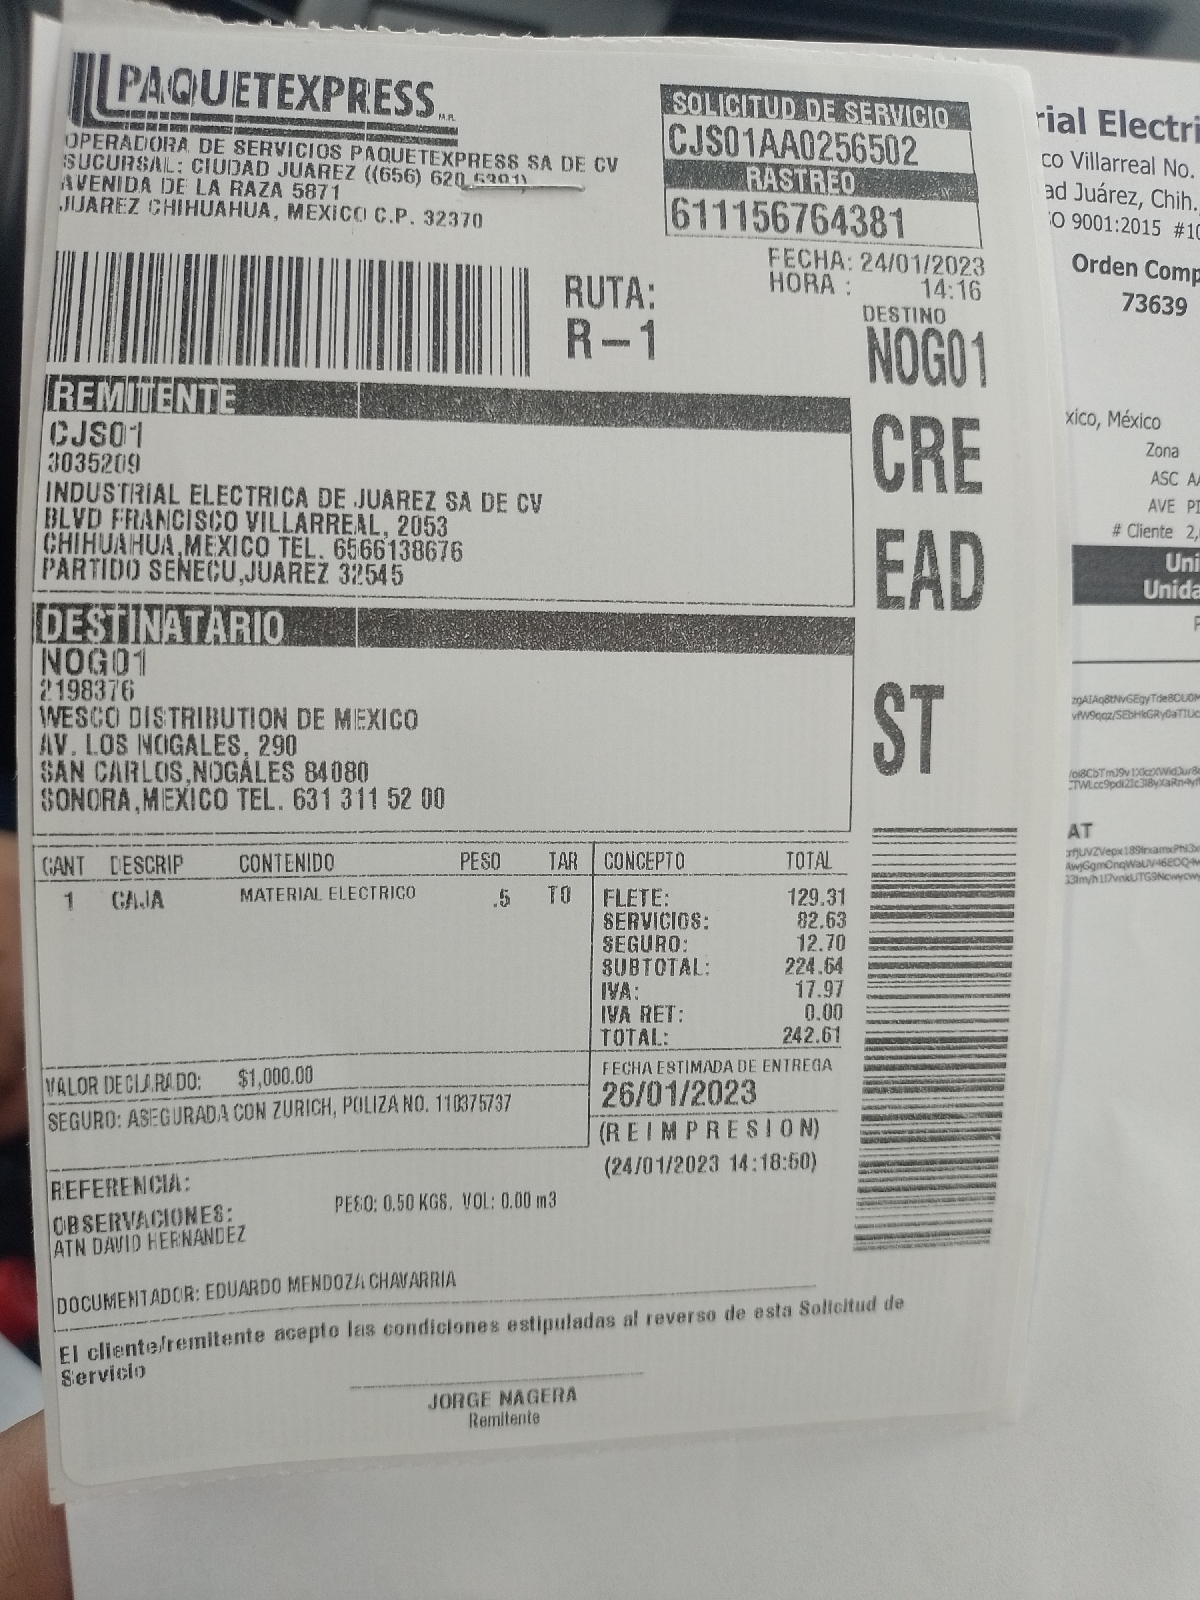 PAQUETEXPRESS M.R.
OPERADORA DE SERVICIOS PAQUETEXPRESS SA DE CV
SUCURSAL: CIUDAD JUAREZ ((656) 620 5391)
AVENIDA DE LA RAZA 5871
JUAREZ CHIHUAHUA, MEXICO C.P. 32370
SOLICITUD DE SERVICIO
CJS01AA0256502
RASTREO
611156764381
FECHA: 24/01/2023
HORA : 14:16
RUTA:
R-1
DESTINO
NOG01
CRE
EAD
ST
REMITENTE
CJS01
3035209
INDUSTRIAL ELECTRICA DE JUAREZ SA DE CV
BLVD FRANCISCO VILLARREAL, 2053
CHIHUAHUA,MEXICO TEL. 6566138676
PARTIDO SENECU,JUAREZ 32545
DESTINATARIO
NOG01
2198376
WESCO DISTRIBUTION DE MEXICO
AV. LOS NOGALES, 290
SAN CARLOS,NOGALES 84080
SONORA,MEXICO TEL. 631 311 52 00
CANT DESCRIP CONTENIDO PESO TAR
1 CAJA MATERIAL ELECTRICO .5 T0
CONCEPTO TOTAL
FLETE: 129.31
SERVICIOS: 82.63
SEGURO: 12.70
SUBTOTAL: 224.64
IVA: 17.97
IVA RET: 0.00
TOTAL: 242.61
VALOR DECLARADO: $1,000.00
SEGURO: ASEGURADA CON ZURICH, POLIZA NO. 110375737
FECHA ESTIMADA DE ENTREGA
26/01/2023
(REIMPRESION)
(24/01/2023 14:18:50)
REFERENCIA:
PESO: 0.50 KGS. VOL: 0.00 m3
OBSERVACIONES:
ATN DAVID HERNANDEZ
DOCUMENTADOR: EDUARDO MENDOZA CHAVARRIA
El cliente/remitente acepto las condiciones estipuladas al reverso de esta Solicitud de
Servicio
JORGE NAGERA
Remitente
rial Electri
co Villarreal No.
ad Juárez, Chih.,
O 9001:2015 #10
Orden Comp
73639
xico, México
Zona
ASC
AVE
# Cliente 2,
Uni
Unida
AT